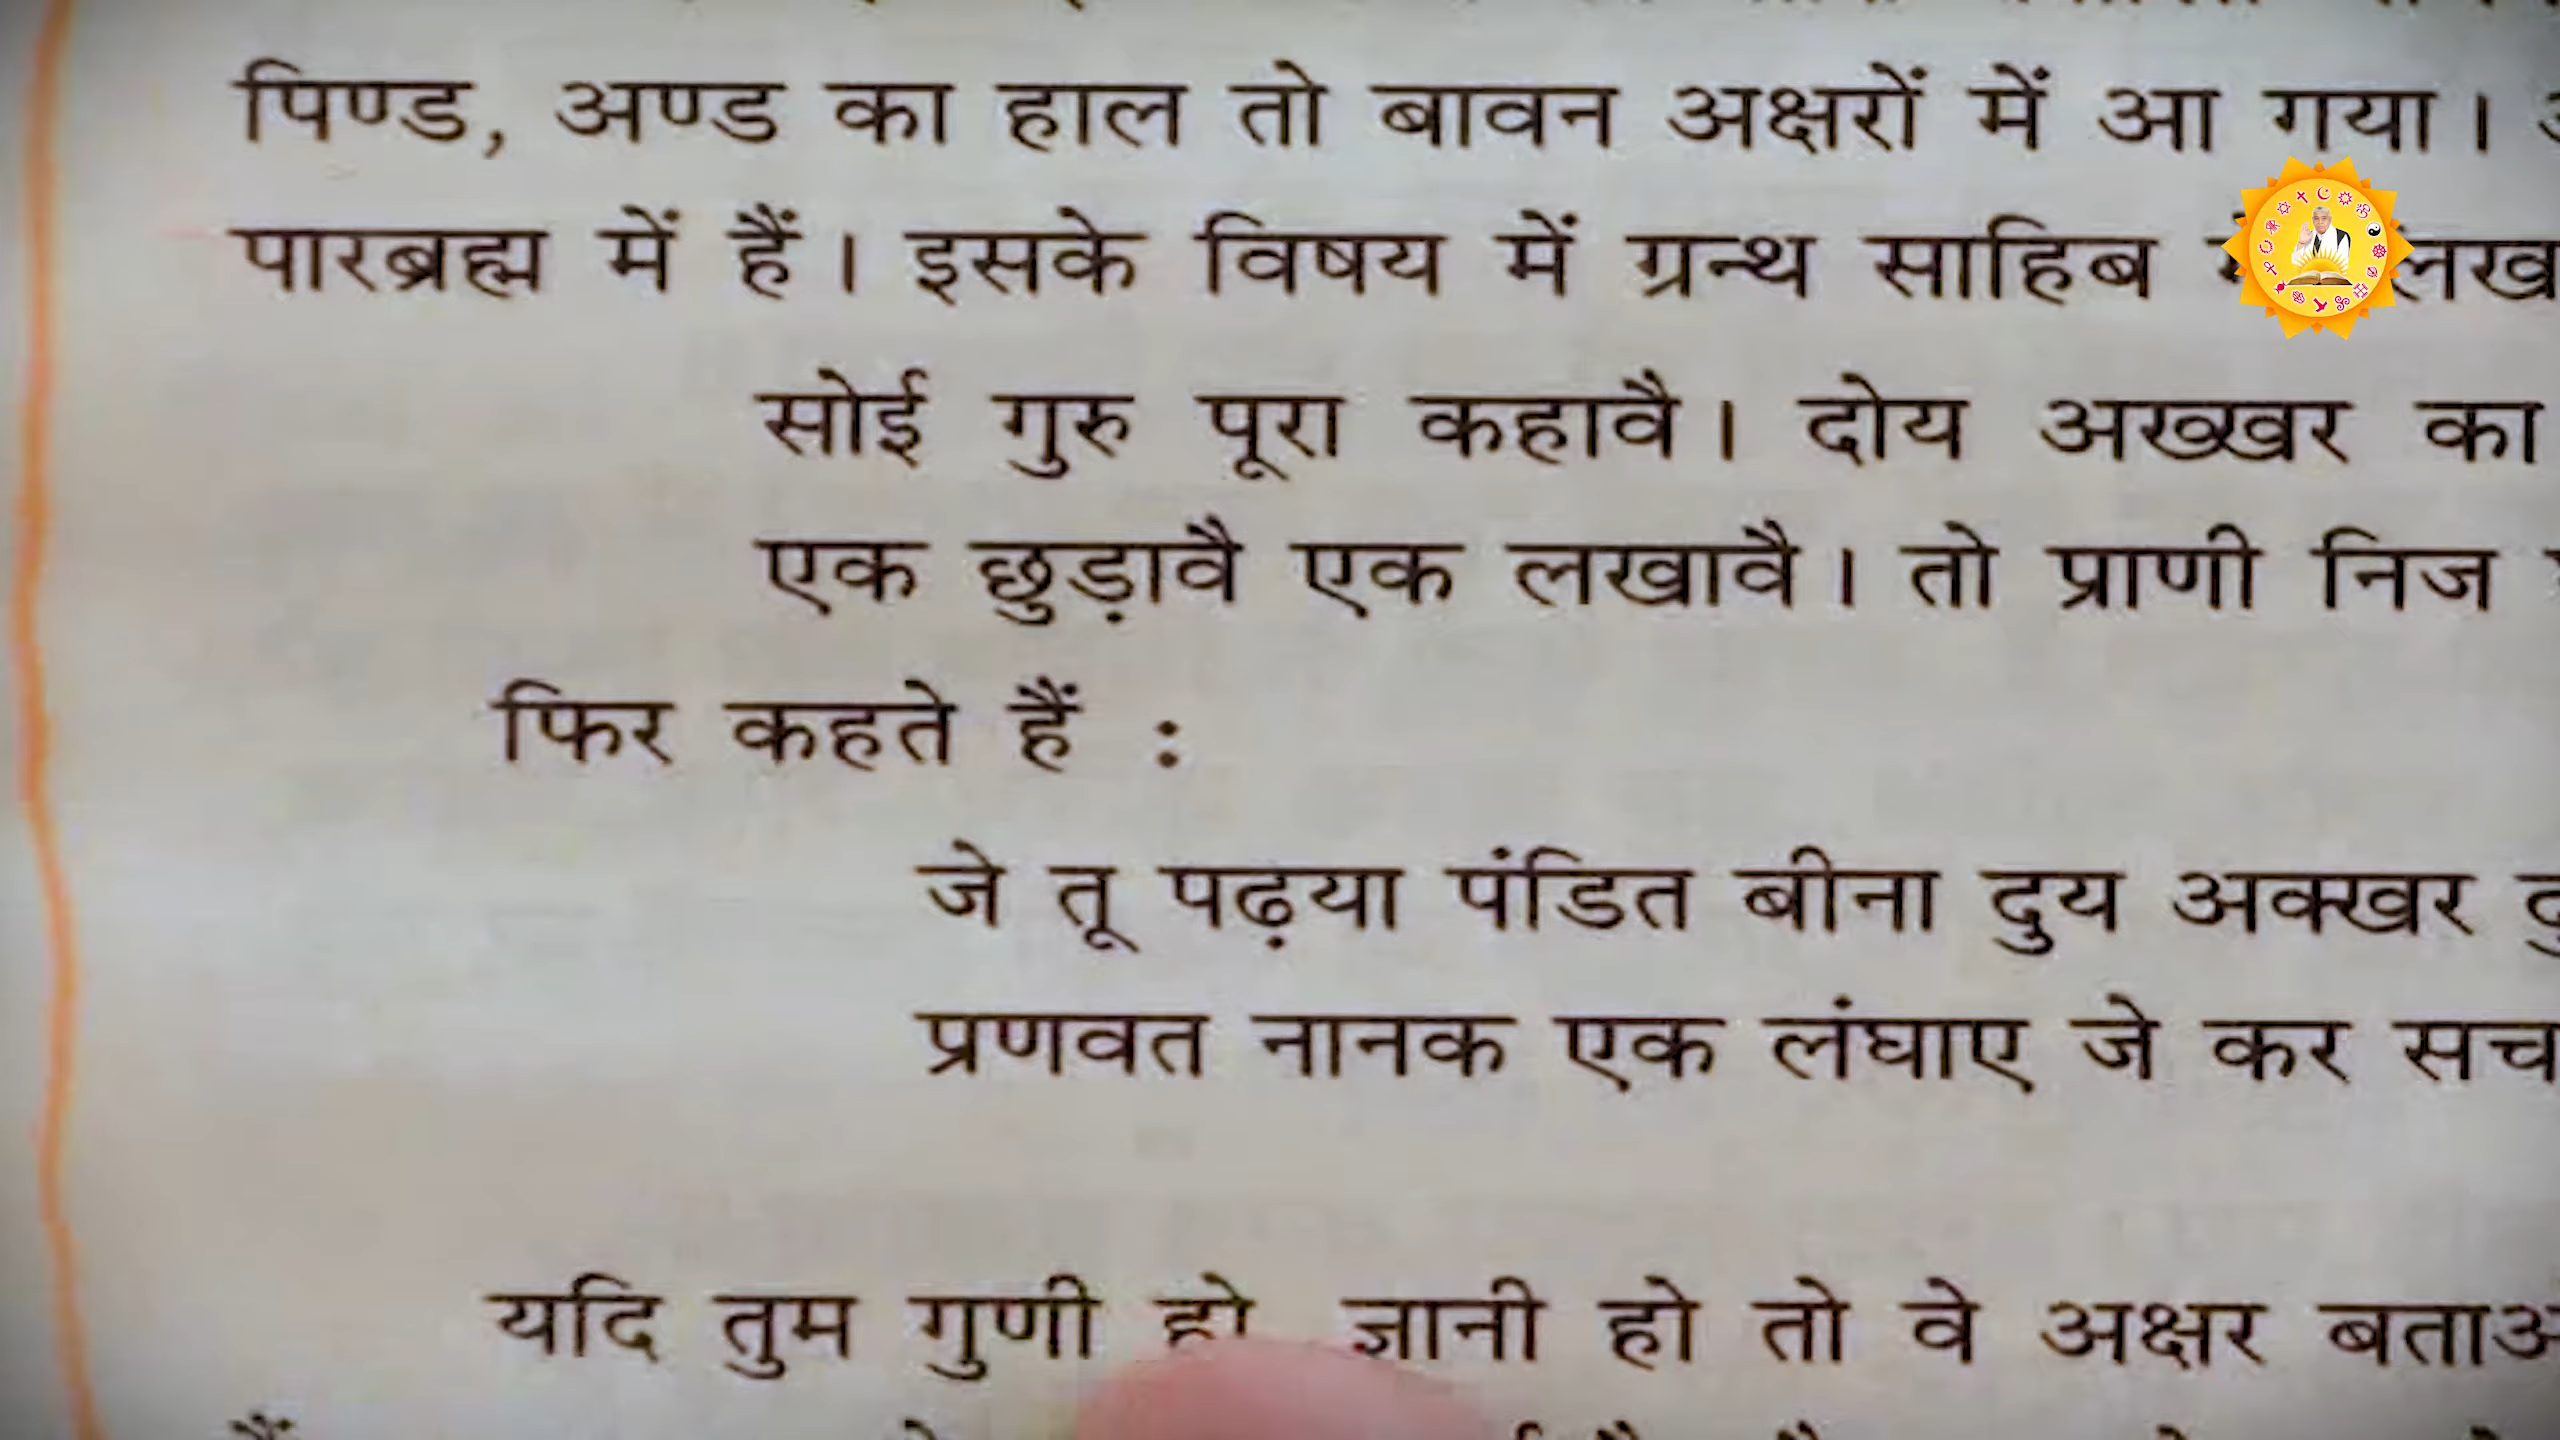 पिण्ड, अण्ड का हाल तो बावन अक्षरों में आ गया।
पारब्रह्म में हैं। इसके विषय में ग्रन्थ साहिब
सोई गुरु पूरा कहावै। दोय अख्खर का
एक छुड़ावै एक लखावै। तो प्राणी निज
फिर कहते हैं :
जे तू पढ़या पंडित बीना दुय अक्खर
प्रणवत नानक एक लंघाए जे कर सच
यदि तुम गुणी हो ज्ञानी हो तो वे अक्षर